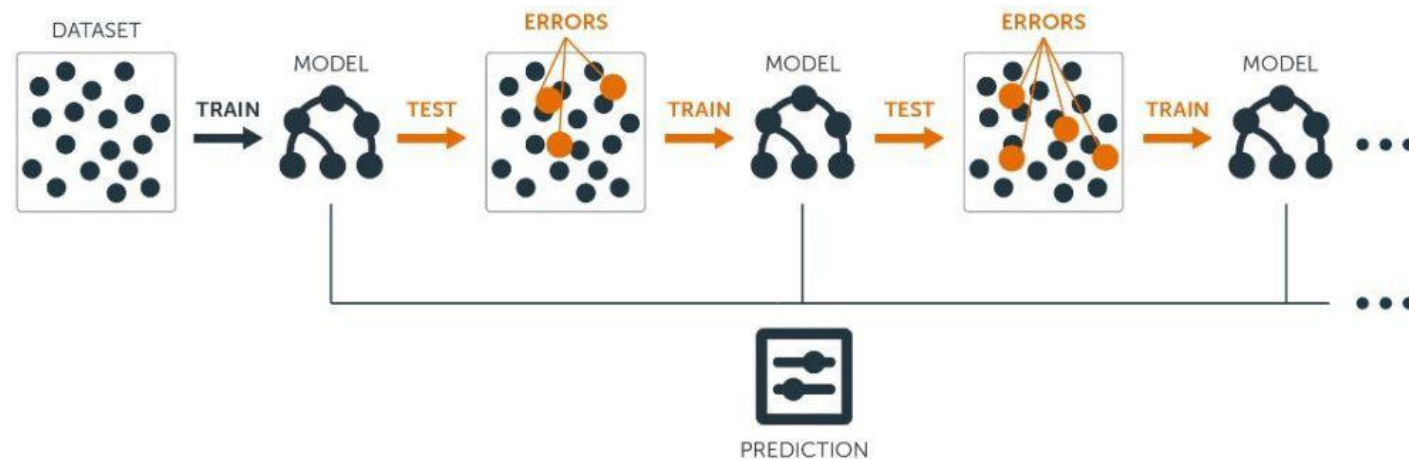 DATASET
TRAIN
MODEL
TEST
ERRORS
TRAIN
MODEL
TEST
ERRORS
TRAIN
MODEL
PREDICTION